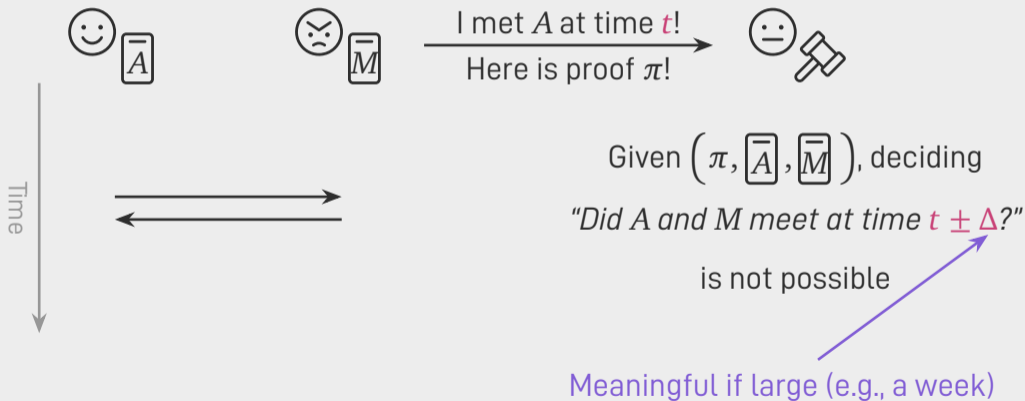 A
M
I met A at time t!
Here is proof π!
Time
Given (π, A, M), deciding
“Did A and M meet at time t ± Δ?”
is not possible
Meaningful if large (e.g., a week)